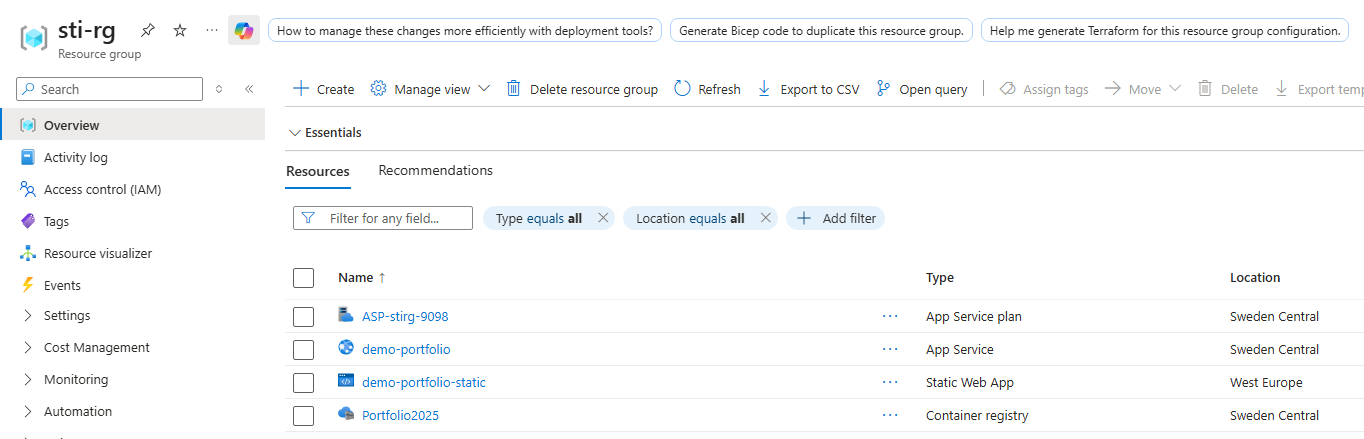 sti-rg
Resource group
How to manage these changes more efficiently with deployment tools?
Generate Bicep code to duplicate this resource group.
Help me generate Terraform for this resource group configuration.
Search
Create Manage view Delete resource group Refresh Export to CSV Open query Assign tags Move Delete Export temp
Overview
Activity log
Access control (IAM)
Tags
Resource visualizer
Events
Settings
Cost Management
Monitoring
Automation
Essentials
Resources Recommendations
Filter for any field... Type equals all Location equals all Add filter
Name ↑ Type Location
ASP-stirg-9098 App Service plan Sweden Central
demo-portfolio App Service Sweden Central
demo-portfolio-static Static Web App West Europe
Portfolio2025 Container registry Sweden Central